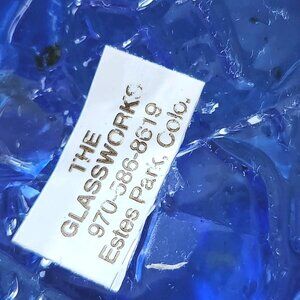 THE
GLASSWORKS
970-586-8619
Estes Park, Colo.